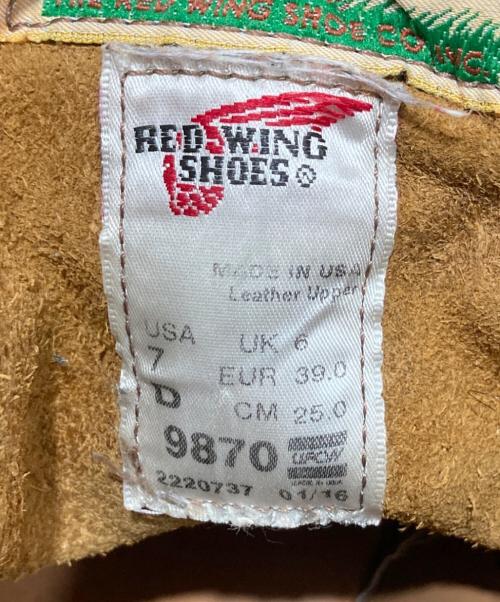 THE RED WING SHOE CO. INC.
RED WING
SHOES ®
MADE IN USA
Leather Upper
USA
7
D
UK 6
EUR 39.0
CM 25.0
9870
UFCW
2220737
01/16